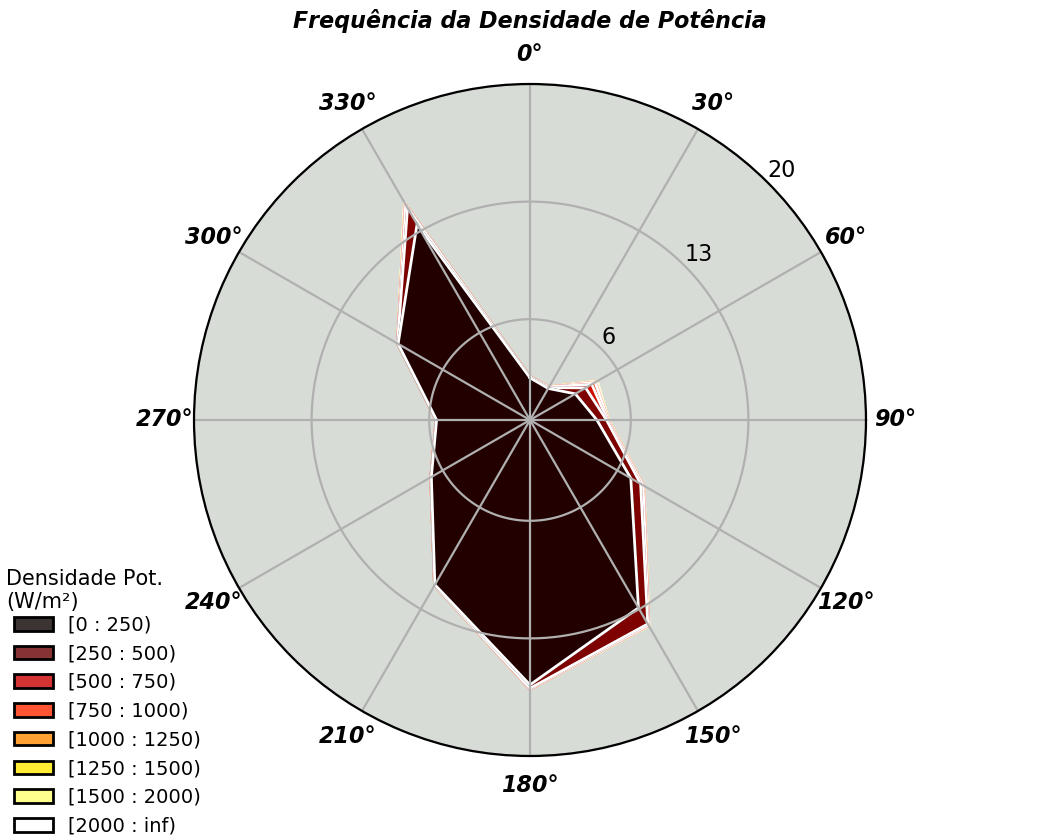 Frequência da Densidade de Potência
0°
330°
30°
20
300°
60°
13
6
270°
90°
240°
120°
210°
150°
180°
Densidade Pot.
(W/m²)
[0 : 250)
[250 : 500)
[500 : 750)
[750 : 1000)
[1000 : 1250)
[1250 : 1500)
[1500 : 2000)
[2000 : inf)